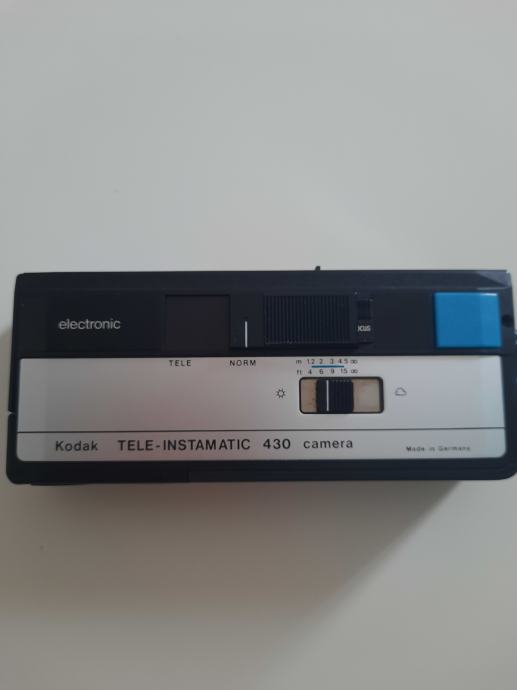 electronic
ocus
TELE NORM
m 1.2 2 3 4.5 ∞
ft 4 6 9 15 ∞
Kodak TELE-INSTAMATIC 430 camera
Made in Germany